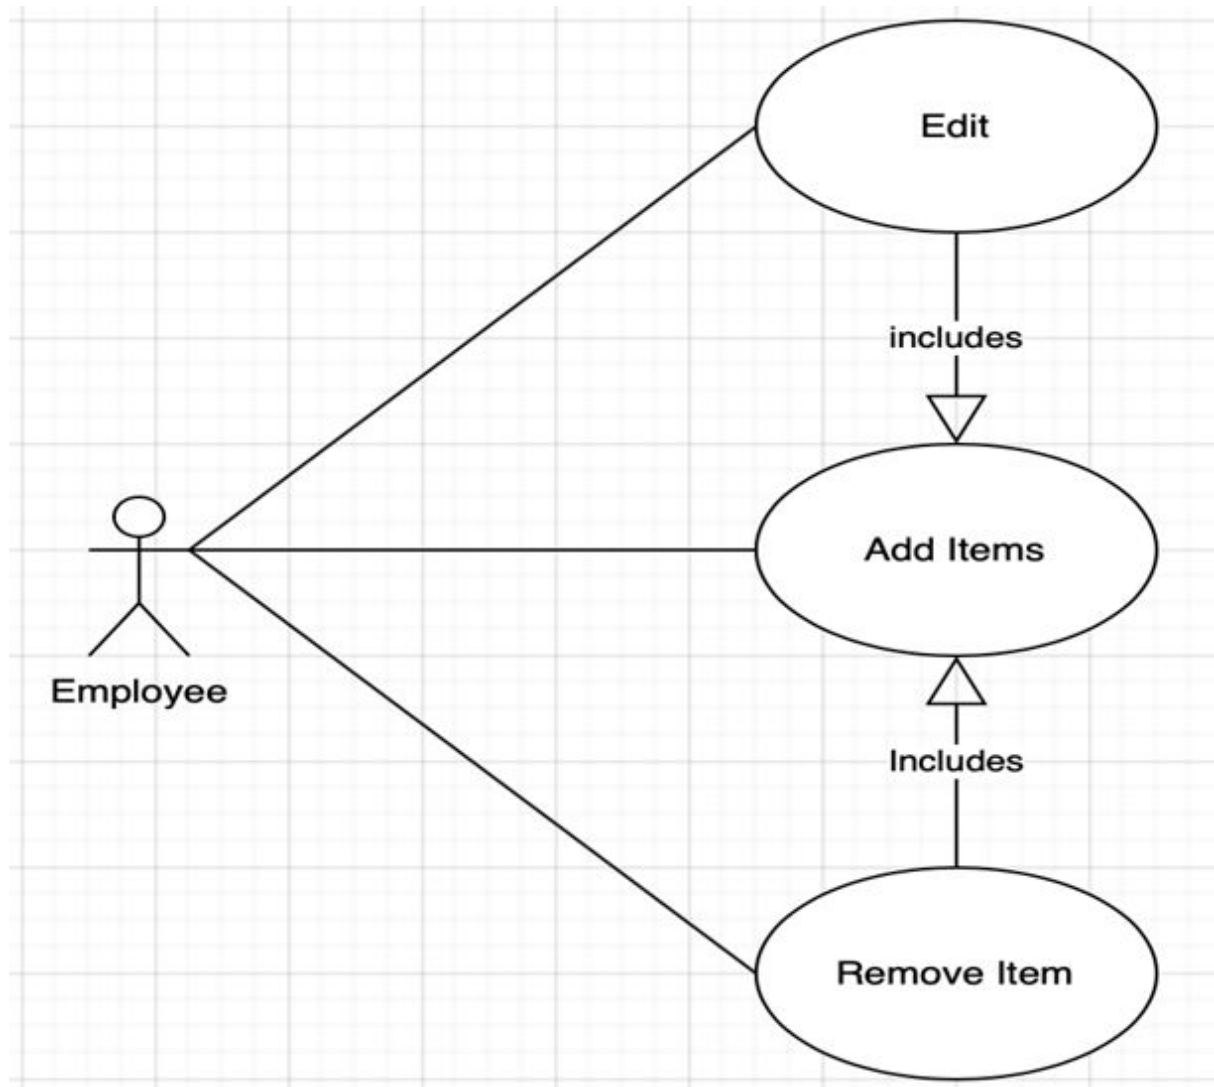 Edit
includes
Add Items
Employee
Includes
Remove Item